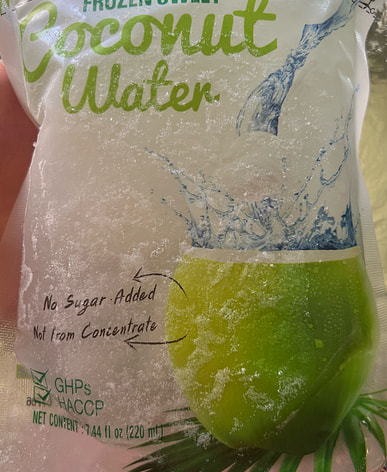 FROZEN SWEET
Coconut
Water
No Sugar Added
Not from Concentrate
GHPs
HACCP
NET CONTENT : 7.44 fl oz (220 ml)